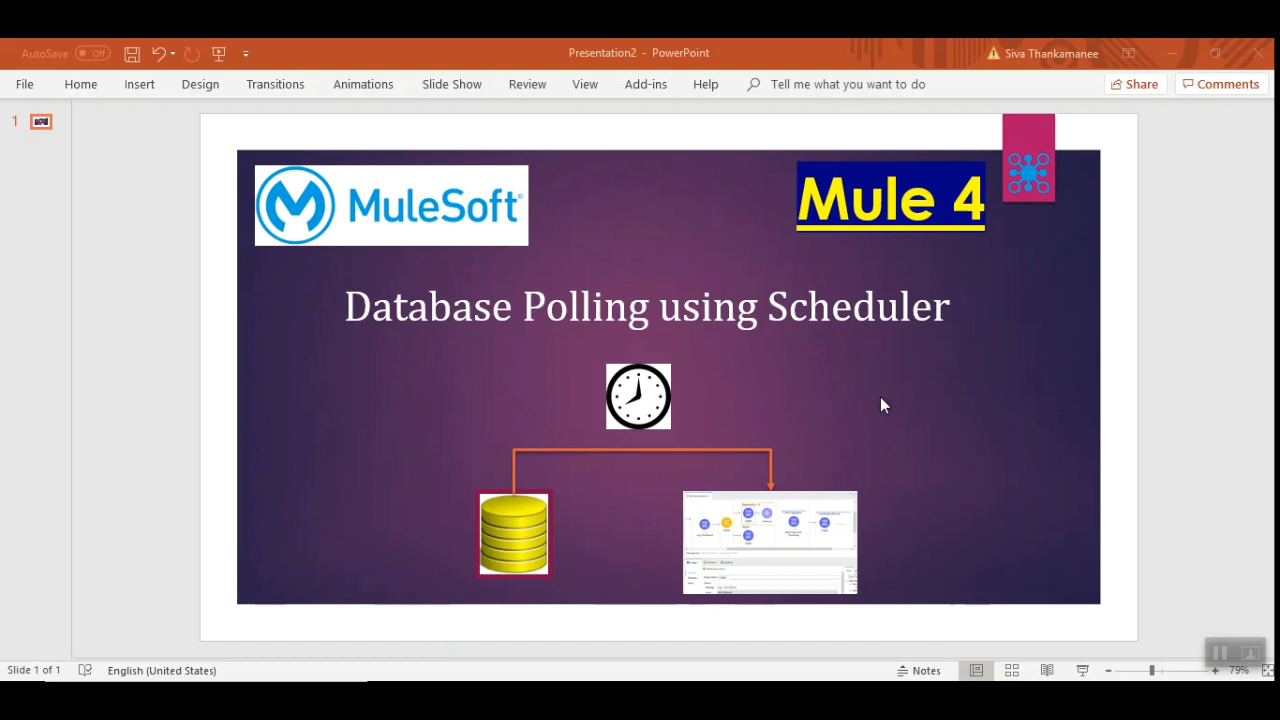 AutoSave Off
Presentation2 - PowerPoint
Siva Thankamanee
File Home Insert Design Transitions Animations Slide Show Review View Add-ins Help Tell me what you want to do Share Comments
1
MuleSoft®
Mule 4
Database Polling using Scheduler
Slide 1 of 1 English (United States) Notes 79%